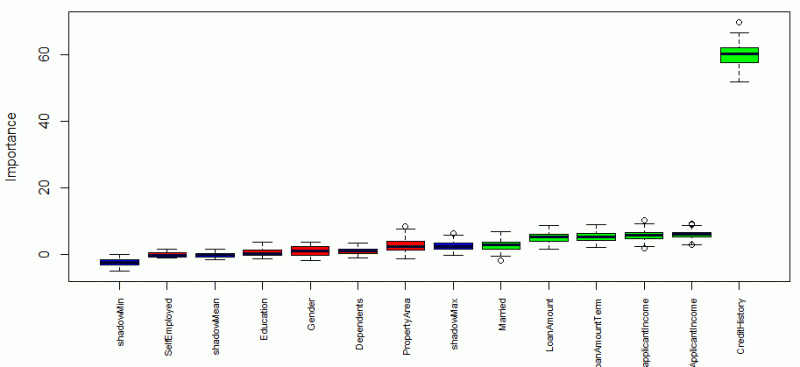 Importance
60
40
20
0
shadowMin
SelfEmployed
shadowMean
Education
Gender
Dependents
PropertyArea
shadowMax
Married
LoanAmount
oanAmountTerm
applicantIncome
ApplicantIncome
CreditHistory